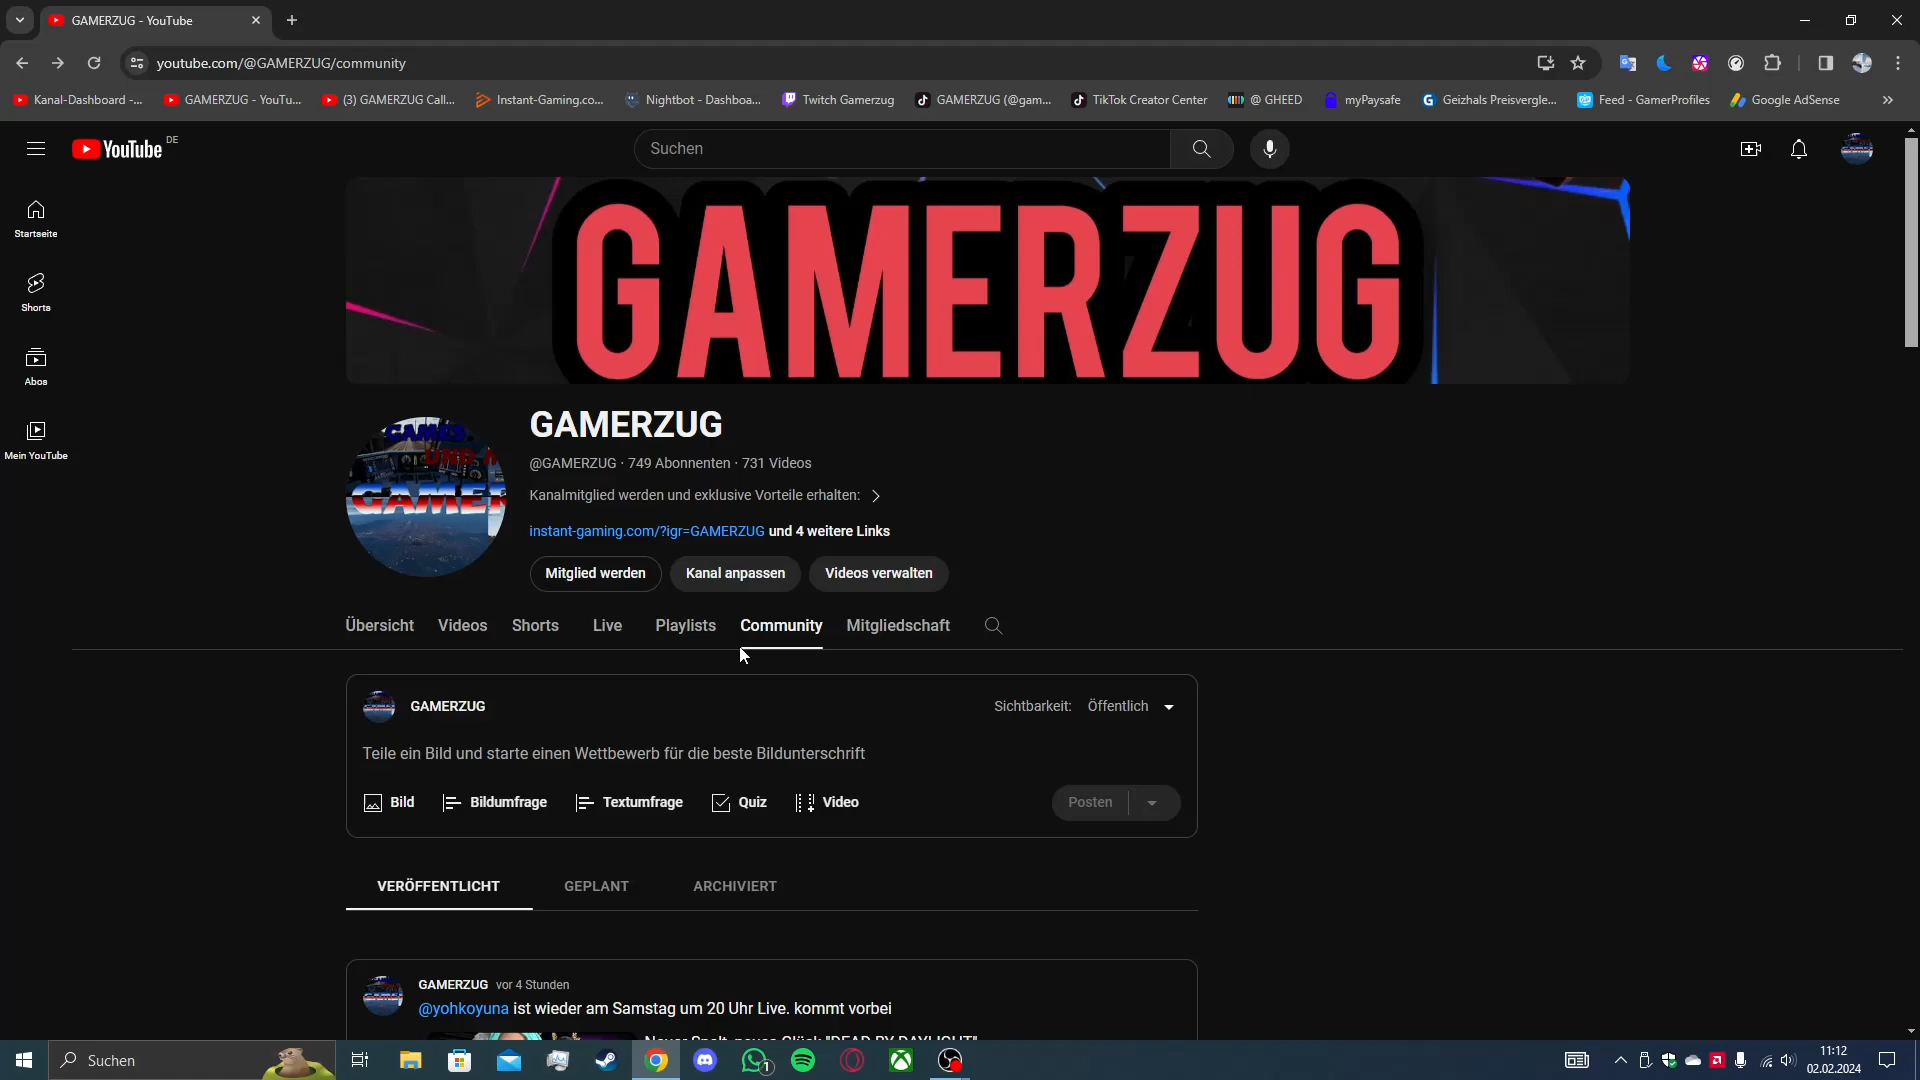 GAMERZUG - YouTube
youtube.com/@GAMERZUG/community
Kanal-Dashboard -...
GAMERZUG - YouTu...
(3) GAMERZUG Call...
Instant-Gaming.co...
Nightbot - Dashboa...
Twitch Gamerzug
GAMERZUG (@gam...
TikTok Creator Center
@ GHEED
myPaysafe
Geizhals Preisvergle...
Feed - GamerProfiles
Google AdSense
YouTube DE
Suchen
Startseite
Shorts
Abos
Mein YouTube
GAMERZUG
GAMES
UND
GAMER
GAMERZUG
@GAMERZUG · 749 Abonnenten · 731 Videos
Kanalmitglied werden und exklusive Vorteile erhalten:
instant-gaming.com/?igr=GAMERZUG und 4 weitere Links
Mitglied werden
Kanal anpassen
Videos verwalten
Übersicht
Videos
Shorts
Live
Playlists
Community
Mitgliedschaft
GAMERZUG
Sichtbarkeit: Öffentlich
Teile ein Bild und starte einen Wettbewerb für die beste Bildunterschrift
Bild
Bildumfrage
Textumfrage
Quiz
Video
Posten
VERÖFFENTLICHT
GEPLANT
ARCHIVIERT
GAMERZUG vor 4 Stunden
@yohkoyuna ist wieder am Samstag um 20 Uhr Live. kommt vorbei
Suchen
1
11:12
02.02.2024